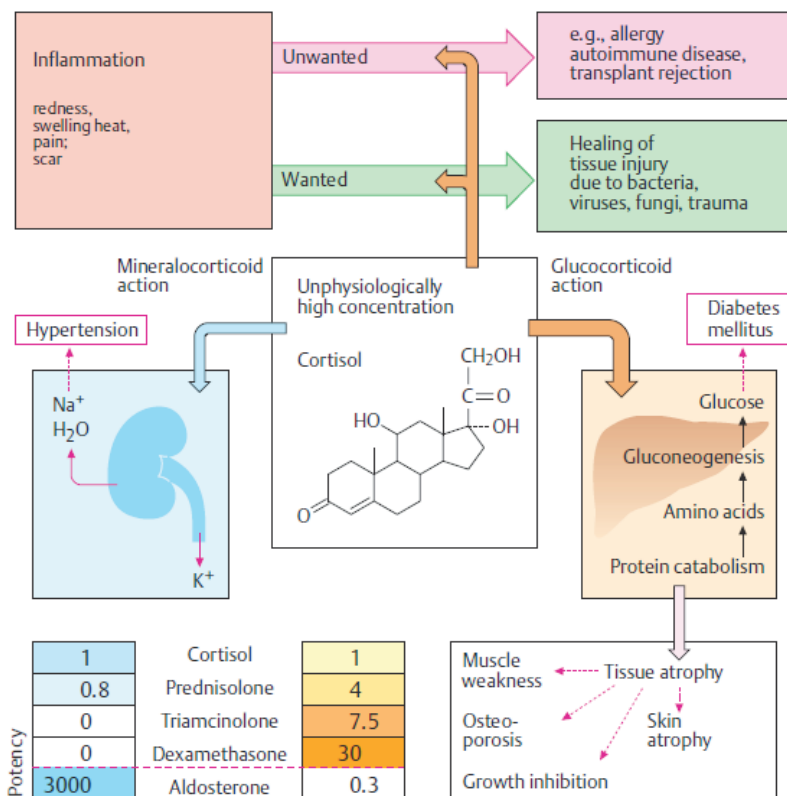 Inflammation
redness,
swelling heat,
pain;
scar
Unwanted
e.g., allergy
autoimmune disease,
transplant rejection
Wanted
Healing of
tissue injury
due to bacteria,
viruses, fungi, trauma
Mineralocorticoid
action
Unphysiologically
high concentration
Glucocorticoid
action
Hypertension
Cortisol
Diabetes
mellitus
Na⁺
H₂O
K⁺
CH₂OH
C=O
HO
OH
O
Glucose
Gluconeogenesis
Amino acids
Protein catabolism
Potency
1 Cortisol 1
0.8 Prednisolone 4
0 Triamcinolone 7.5
0 Dexamethasone 30
3000 Aldosterone 0.3
Muscle
weakness
Tissue atrophy
Osteo-
porosis
Skin
atrophy
Growth inhibition